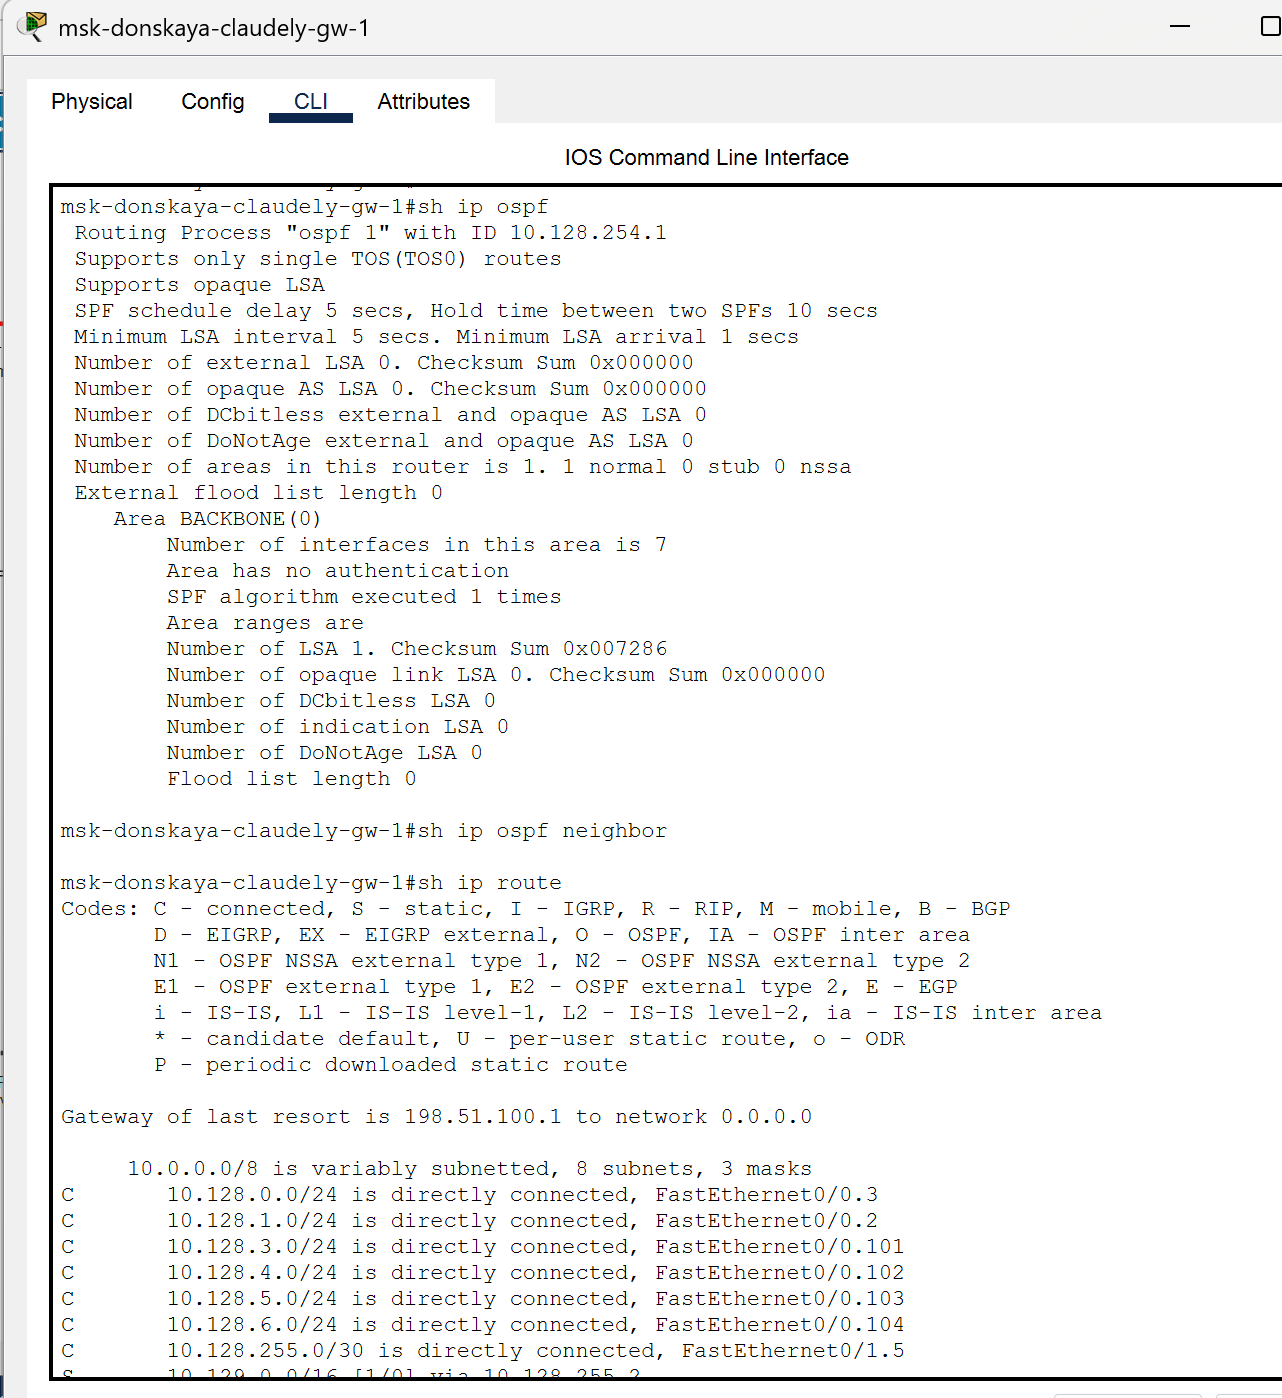 msk-donskaya-claudely-gw-1
Physical Config CLI Attributes
IOS Command Line Interface
msk-donskaya-claudely-gw-1#sh ip ospf
Routing Process "ospf 1" with ID 10.128.254.1
Supports only single TOS(TOS0) routes
Supports opaque LSA
SPF schedule delay 5 secs, Hold time between two SPFs 10 secs
Minimum LSA interval 5 secs. Minimum LSA arrival 1 secs
Number of external LSA 0. Checksum Sum 0x000000
Number of opaque AS LSA 0. Checksum Sum 0x000000
Number of DCbitless external and opaque AS LSA 0
Number of DoNotAge external and opaque AS LSA 0
Number of areas in this router is 1. 1 normal 0 stub 0 nssa
External flood list length 0
Area BACKBONE(0)
Number of interfaces in this area is 7
Area has no authentication
SPF algorithm executed 1 times
Area ranges are
Number of LSA 1. Checksum Sum 0x007286
Number of opaque link LSA 0. Checksum Sum 0x000000
Number of DCbitless LSA 0
Number of indication LSA 0
Number of DoNotAge LSA 0
Flood list length 0
msk-donskaya-claudely-gw-1#sh ip ospf neighbor
msk-donskaya-claudely-gw-1#sh ip route
Codes: C - connected, S - static, I - IGRP, R - RIP, M - mobile, B - BGP
D - EIGRP, EX - EIGRP external, O - OSPF, IA - OSPF inter area
N1 - OSPF NSSA external type 1, N2 - OSPF NSSA external type 2
E1 - OSPF external type 1, E2 - OSPF external type 2, E - EGP
i - IS-IS, L1 - IS-IS level-1, L2 - IS-IS level-2, ia - IS-IS inter area
* - candidate default, U - per-user static route, o - ODR
P - periodic downloaded static route
Gateway of last resort is 198.51.100.1 to network 0.0.0.0
10.0.0.0/8 is variably subnetted, 8 subnets, 3 masks
C 10.128.0.0/24 is directly connected, FastEthernet0/0.3
C 10.128.1.0/24 is directly connected, FastEthernet0/0.2
C 10.128.3.0/24 is directly connected, FastEthernet0/0.101
C 10.128.4.0/24 is directly connected, FastEthernet0/0.102
C 10.128.5.0/24 is directly connected, FastEthernet0/0.103
C 10.128.6.0/24 is directly connected, FastEthernet0/0.104
C 10.128.255.0/30 is directly connected, FastEthernet0/1.5
S 10.129.0.0/16 [1/0] via 10.128.255.2